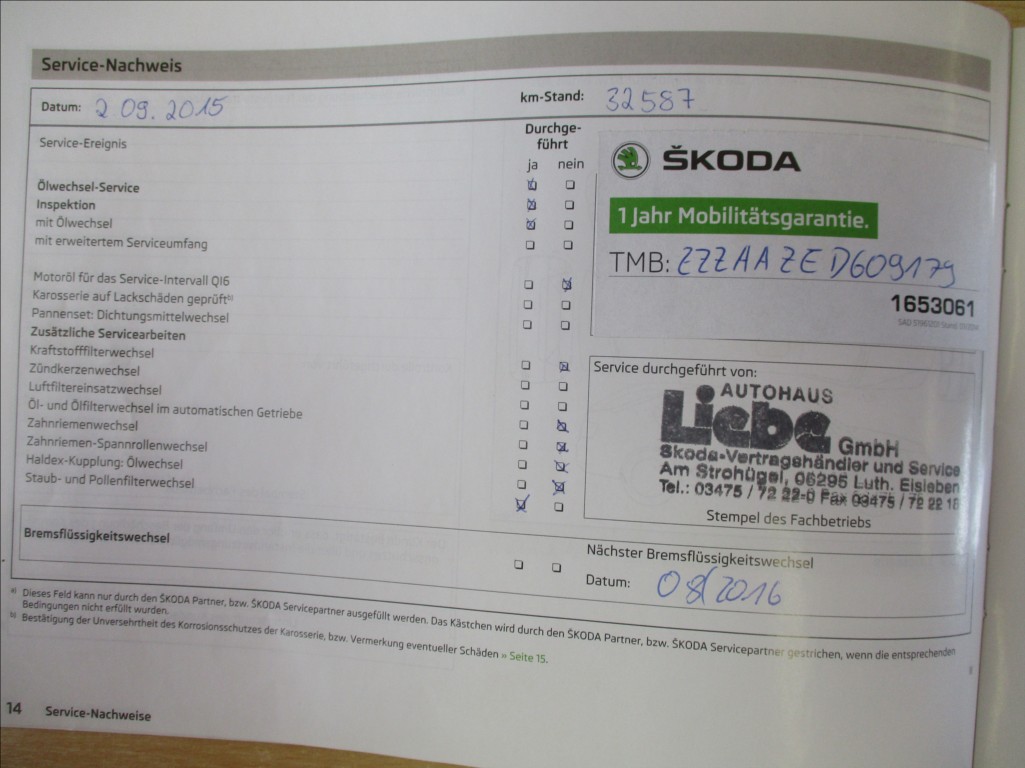 Service-Nachweis
Datum: 2 09. 2015
km-Stand: 32587
Service-Ereignis
Durchge-
führt
ja nein
Ölwechsel-Service
Inspektion
mit Ölwechsel
mit erweitertem Serviceumfang
Motoröl für das Service-Intervall QI6
Karosserie auf Lackschäden geprüft b)
Pannenset: Dichtungsmittelwechsel
Zusätzliche Servicearbeiten
Kraftstofffilterwechsel
Zündkerzenwechsel
Luftfiltereinsatzwechsel
Öl- und Ölfilterwechsel im automatischen Getriebe
Zahnriemenwechsel
Zahnriemen-Spannrollenwechsel
Haldex-Kupplung: Ölwechsel
Staub- und Pollenfilterwechsel
Bremsflüssigkeitswechsel
ŠKODA
1 Jahr Mobilitätsgarantie.
TMB: ZZZAAZED609179
1653061
Service durchgeführt von:
AUTOHAUS
Liebe GmbH
Skoda-Vertragshändler und Service
Am Strohügel, 06295 Luth. Eisleben
Tel.: 03475 / 72 22-0 Fax 03475 / 72 22 18
Stempel des Fachbetriebs
Nächster Bremsflüssigkeitswechsel
Datum: 08/2016
a) Dieses Feld kann nur durch den ŠKODA Partner, bzw. ŠKODA Servicepartner ausgefüllt werden. Das Kästchen wird durch den ŠKODA Partner, bzw. ŠKODA Servicepartner gestrichen, wenn die entsprechenden
Bedingungen nicht erfüllt wurden.
b) Bestätigung der Unversehrtheit des Korrosionsschutzes der Karosserie, bzw. Vermerkung eventueller Schäden » Seite 15.
14 Service-Nachweise